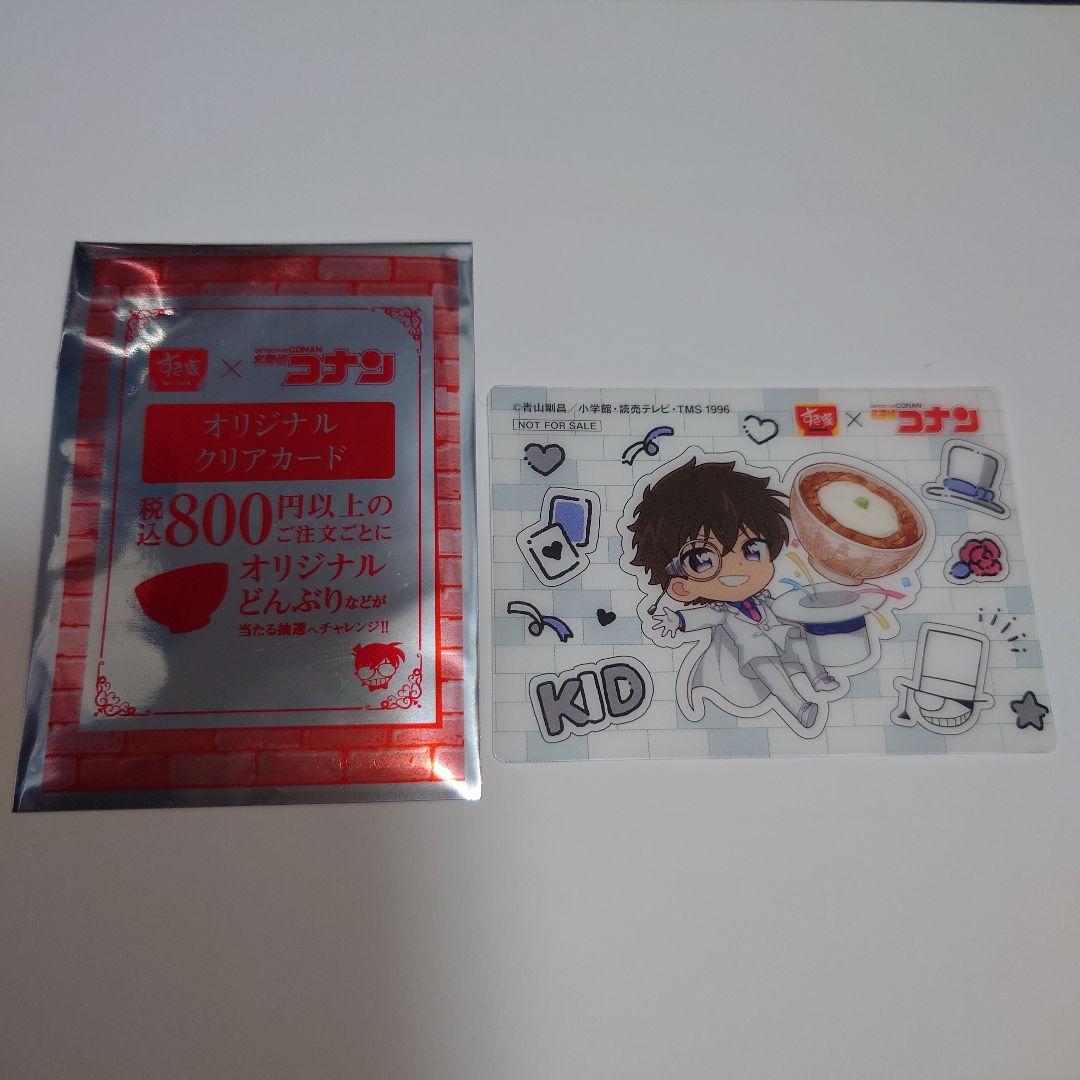 すき家 × DETECTIVE CONAN 名探偵コナン
オリジナル
クリアカード
税込800円以上の
ご注文ごとに
オリジナル
どんぶりなどが
当たる抽選へチャレンジ!!
©青山剛昌／小学館・読売テレビ・TMS 1996
NOT FOR SALE
すき家 × DETECTIVE CONAN 名探偵コナン
KID